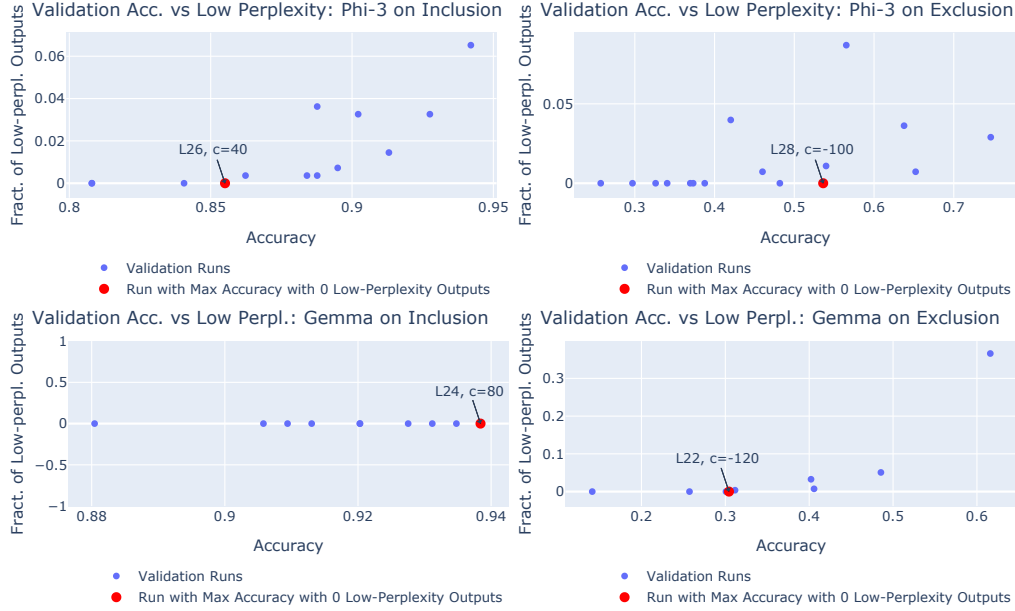 Validation Acc. vs Low Perplexity: Phi-3 on Inclusion
Fract. of Low-perpl. Outputs
0.06
0.04
0.02
0
L26, c=40
0.8
0.85
0.9
0.95
Accuracy
Validation Runs
Run with Max Accuracy with 0 Low-Perplexity Outputs
Validation Acc. vs Low Perplexity: Phi-3 on Exclusion
Fract. of Low-perpl. Outputs
0.05
0
L28, c=-100
0.3
0.4
0.5
0.6
0.7
Accuracy
Validation Runs
Run with Max Accuracy with 0 Low-Perplexity Outputs
Validation Acc. vs Low Perpl.: Gemma on Inclusion
Fract. of Low-perpl. Outputs
1
0.5
0
−0.5
−1
L24, c=80
0.88
0.9
0.92
0.94
Accuracy
Validation Runs
Run with Max Accuracy with 0 Low-Perplexity Outputs
Validation Acc. vs Low Perpl.: Gemma on Exclusion
Fract. of Low-perpl. Outputs
0.3
0.2
0.1
0
L22, c=-120
0.2
0.3
0.4
0.5
0.6
Accuracy
Validation Runs
Run with Max Accuracy with 0 Low-Perplexity Outputs